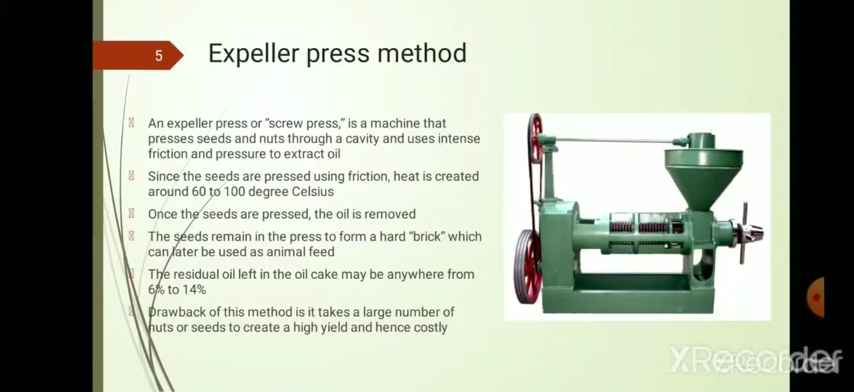 5
Expeller press method
An expeller press or "screw press," is a machine that
presses seeds and nuts through a cavity and uses intense
friction and pressure to extract oil
Since the seeds are pressed using friction, heat is created
around 60 to 100 degree Celsius
Once the seeds are pressed, the oil is removed
The seeds remain in the press to form a hard "brick" which
can later be used as animal feed
The residual oil left in the oil cake may be anywhere from
6% to 14%
Drawback of this method is it takes a large number of
nuts or seeds to create a high yield and hence costly
XRecorder